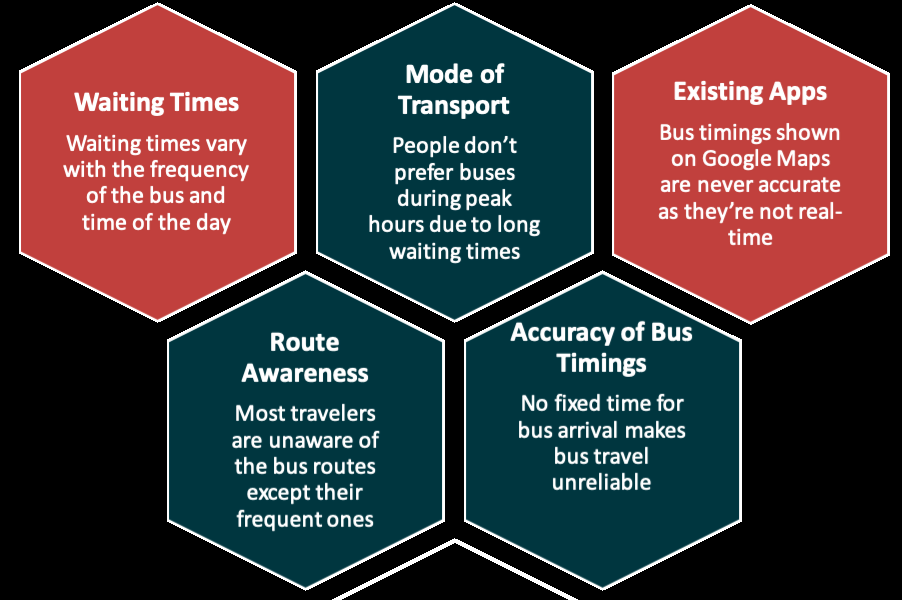 Waiting Times
Waiting times vary
with the frequency
of the bus and
time of the day
Mode of
Transport
People don’t
prefer buses
during peak
hours due to long
waiting times
Existing Apps
Bus timings shown
on Google Maps
are never accurate
as they’re not real-
time
Route
Awareness
Most travelers
are unaware of
the bus routes
except their
frequent ones
Accuracy of Bus
Timings
No fixed time for
bus arrival makes
bus travel
unreliable